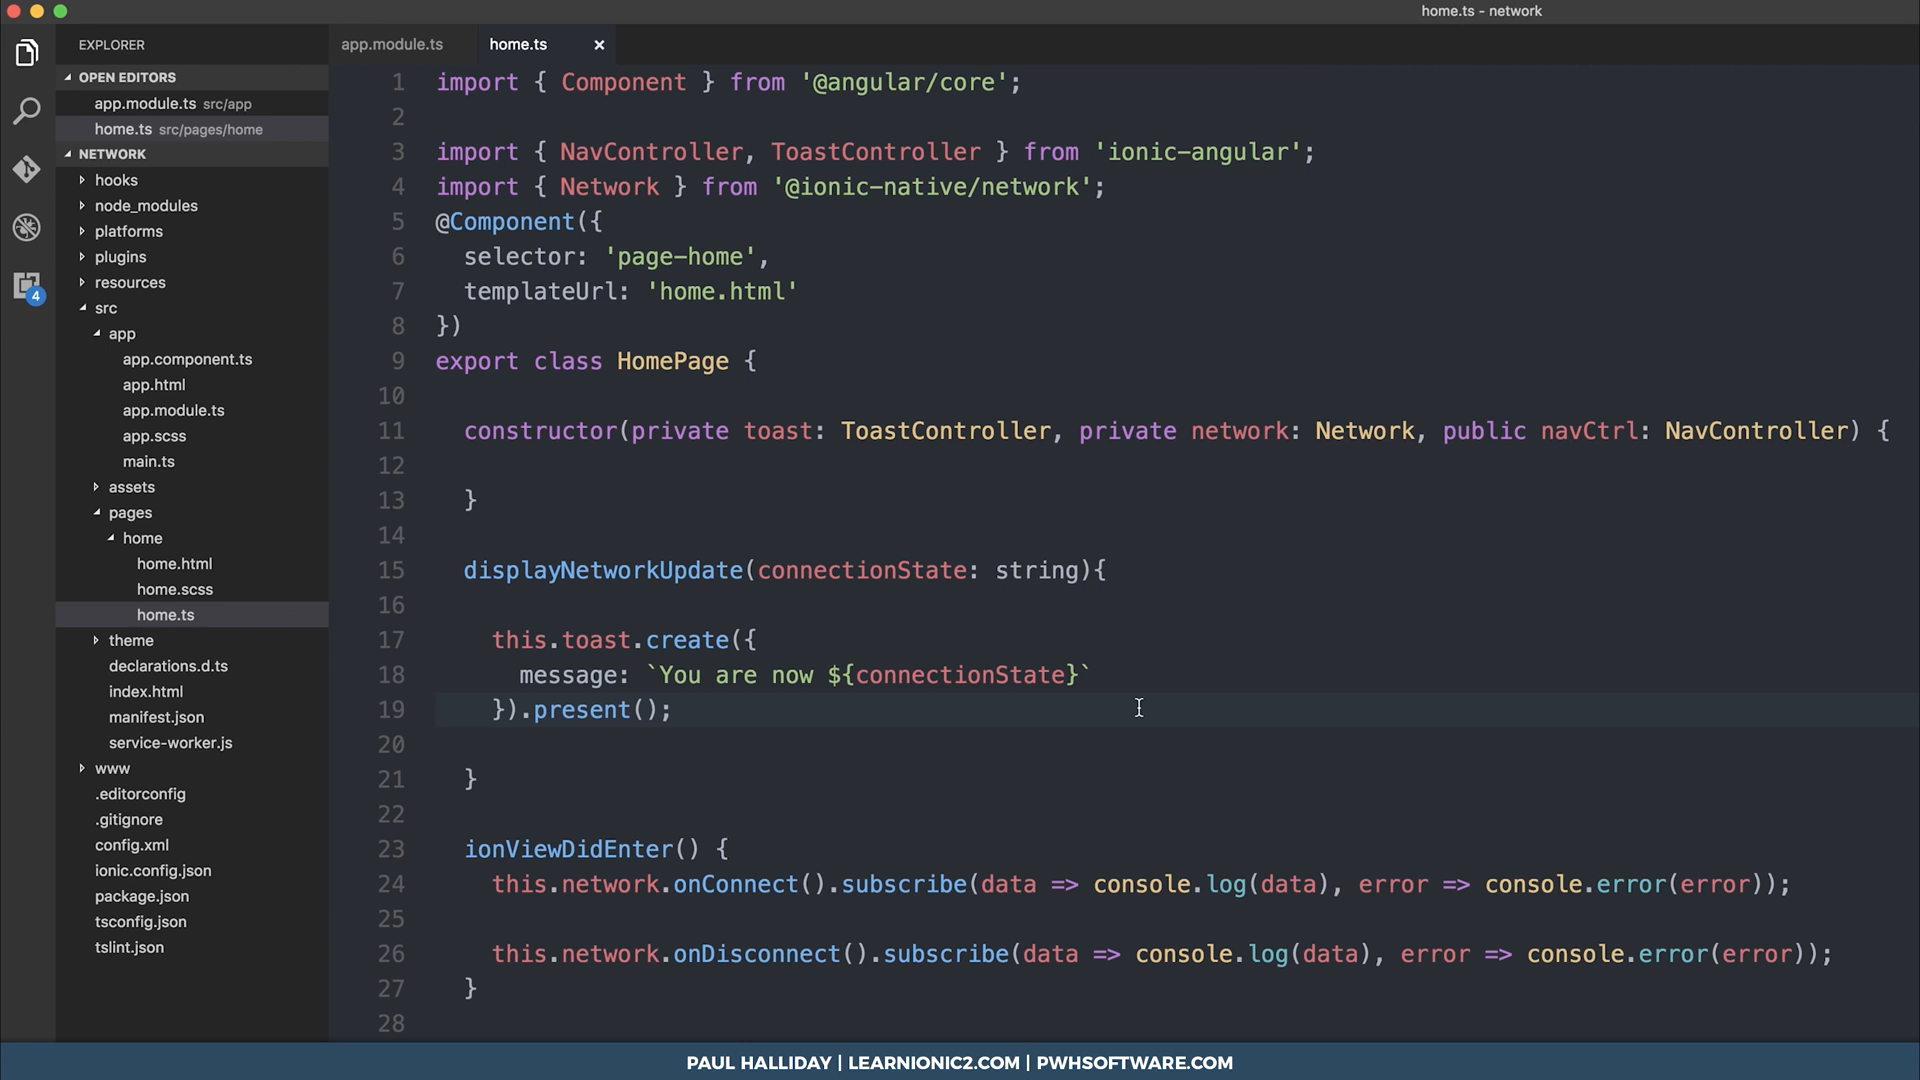 home.ts - network
EXPLORER
OPEN EDITORS
app.module.ts src/app
home.ts src/pages/home
NETWORK
hooks
node_modules
platforms
plugins
resources
src
app
app.component.ts
app.html
app.module.ts
app.scss
main.ts
assets
pages
home
home.html
home.scss
home.ts
theme
declarations.d.ts
index.html
manifest.json
service-worker.js
www
.editorconfig
.gitignore
config.xml
ionic.config.json
package.json
tsconfig.json
tslint.json
4
app.module.ts home.ts ×
1 import { Component } from '@angular/core';
2
3 import { NavController, ToastController } from 'ionic-angular';
4 import { Network } from '@ionic-native/network';
5 @Component({
6 selector: 'page-home',
7 templateUrl: 'home.html'
8 })
9 export class HomePage {
10
11 constructor(private toast: ToastController, private network: Network, public navCtrl: NavController) {
12
13 }
14
15 displayNetworkUpdate(connectionState: string){
16
17 this.toast.create({
18 message: `You are now ${connectionState}`
19 }).present();
20
21 }
22
23 ionViewDidEnter() {
24 this.network.onConnect().subscribe(data => console.log(data), error => console.error(error));
25
26 this.network.onDisconnect().subscribe(data => console.log(data), error => console.error(error));
27 }
28
PAUL HALLIDAY | LEARNIONIC2.COM | PWHSOFTWARE.COM